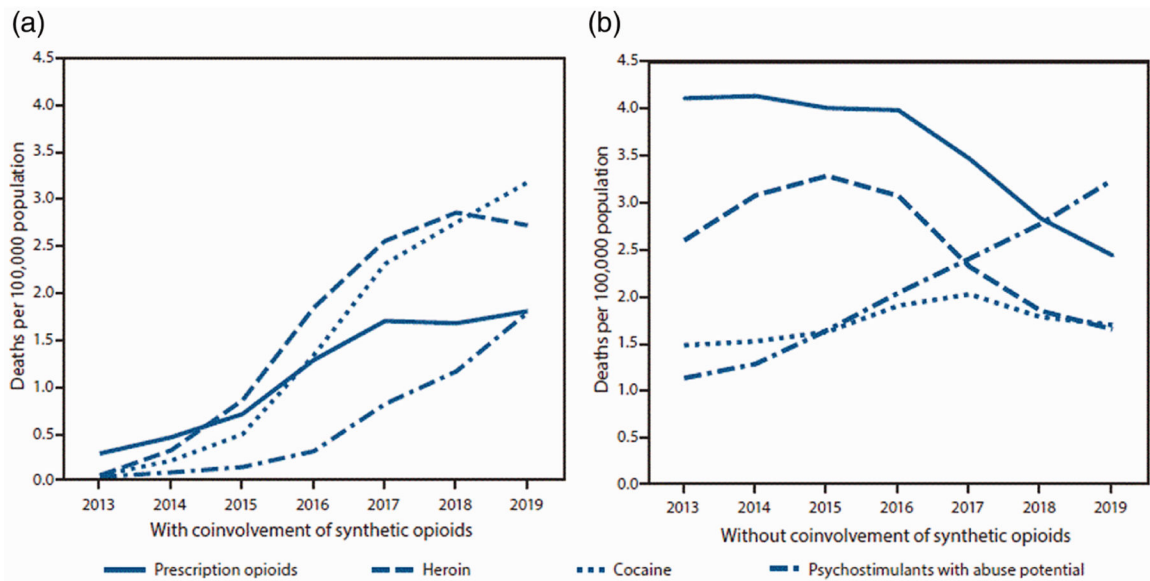 (a)
Deaths per 100,000 population
4.5
4.0
3.5
3.0
2.5
2.0
1.5
1.0
0.5
0.0
2013 2014 2015 2016 2017 2018 2019
With coinvolvement of synthetic opioids
(b)
Deaths per 100,000 population
4.5
4.0
3.5
3.0
2.5
2.0
1.5
1.0
0.5
0.0
2013 2014 2015 2016 2017 2018 2019
Without coinvolvement of synthetic opioids
Prescription opioids Heroin Cocaine Psychostimulants with abuse potential